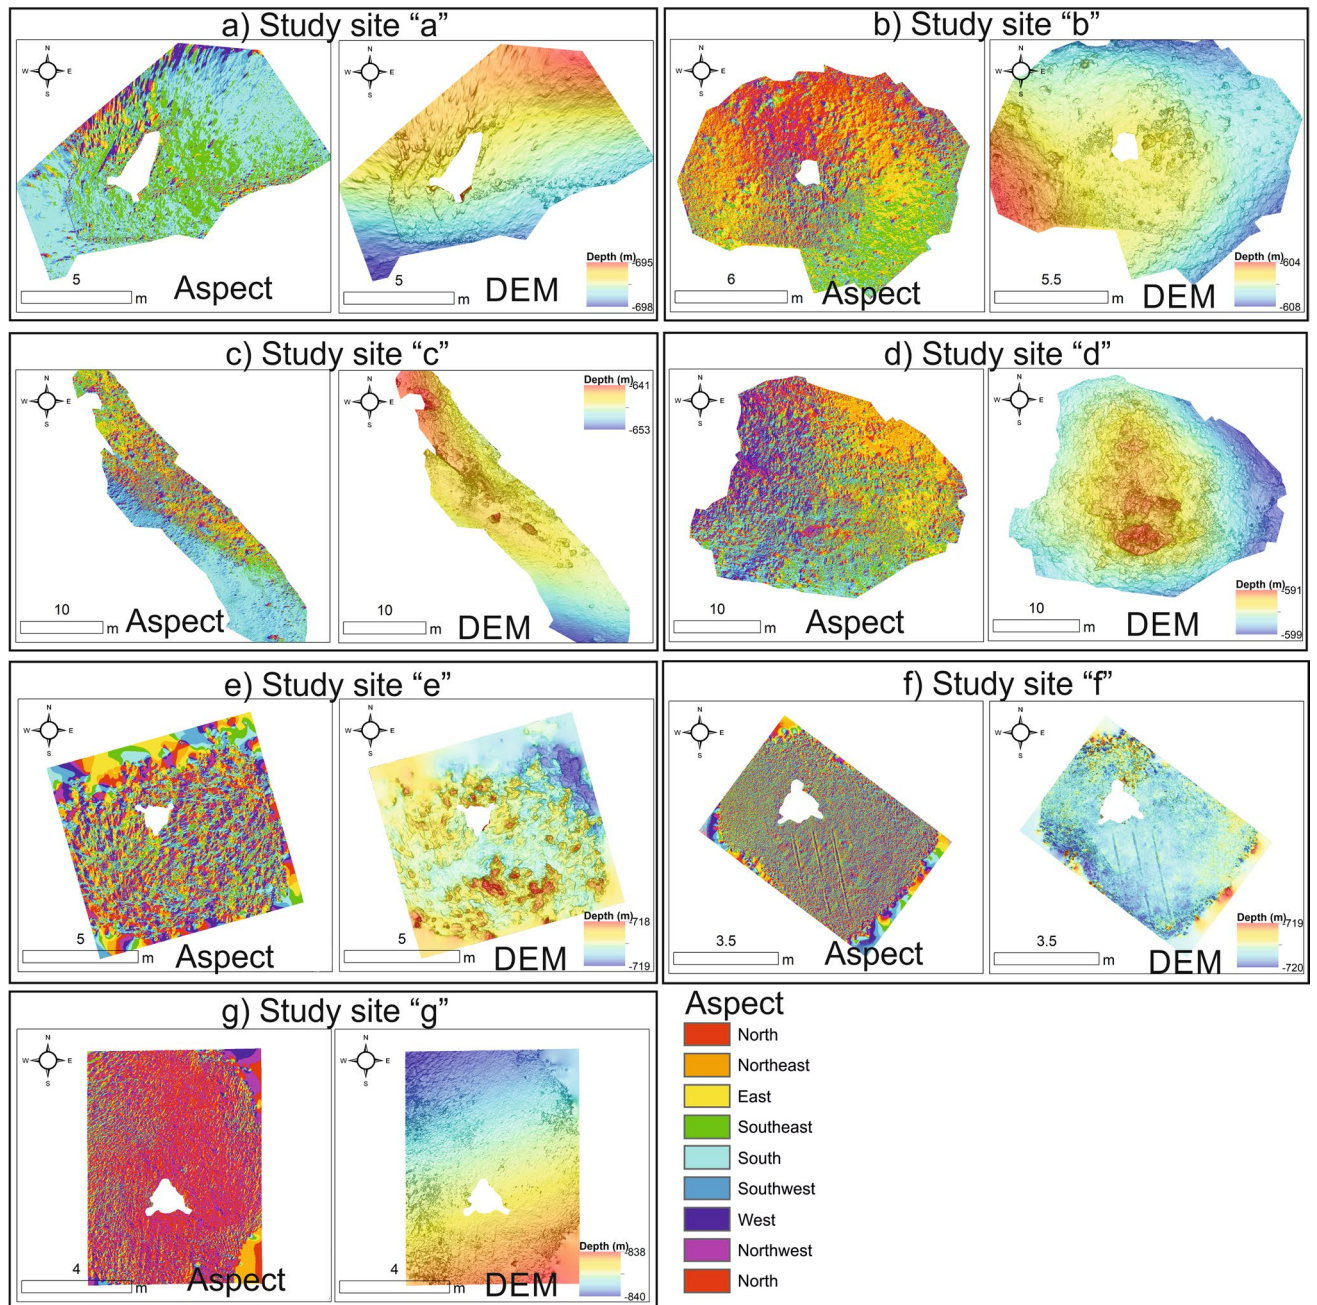 a) Study site “a”
N
W E
S
5
m
Aspect
N
W E
S
5
m
DEM
Depth (m)
-695
-698
b) Study site “b”
N
W E
S
6
m
Aspect
N
W E
S
5.5
m
DEM
Depth (m)
-604
-608
c) Study site “c”
N
W E
S
10
m
Aspect
N
W E
S
10
m
DEM
Depth (m)
-641
-653
d) Study site “d”
N
W E
S
10
m
Aspect
N
W E
S
10
m
DEM
Depth (m)
-591
-599
e) Study site “e”
N
W E
S
5
m
Aspect
N
W E
S
5
m
DEM
Depth (m)
-718
-719
f) Study site “f”
N
W E
S
3.5
m
Aspect
N
W E
S
3.5
m
DEM
Depth (m)
-719
-720
g) Study site “g”
N
W E
S
4
m
Aspect
N
W E
S
4
m
DEM
Depth (m)
-838
-840
Aspect
North
Northeast
East
Southeast
South
Southwest
West
Northwest
North